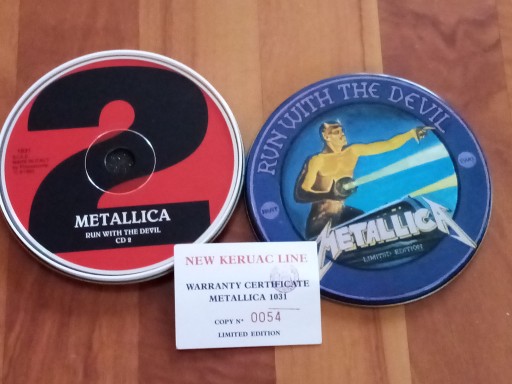 2
METALLICA
RUN WITH THE DEVIL
CD 2
RUN WITH THE DEVIL
METALLICA
LIMITED EDITION
NEW KERUAC LINE
WARRANTY CERTIFICATE
METALLICA 1031
COPY N° 0054
LIMITED EDITION